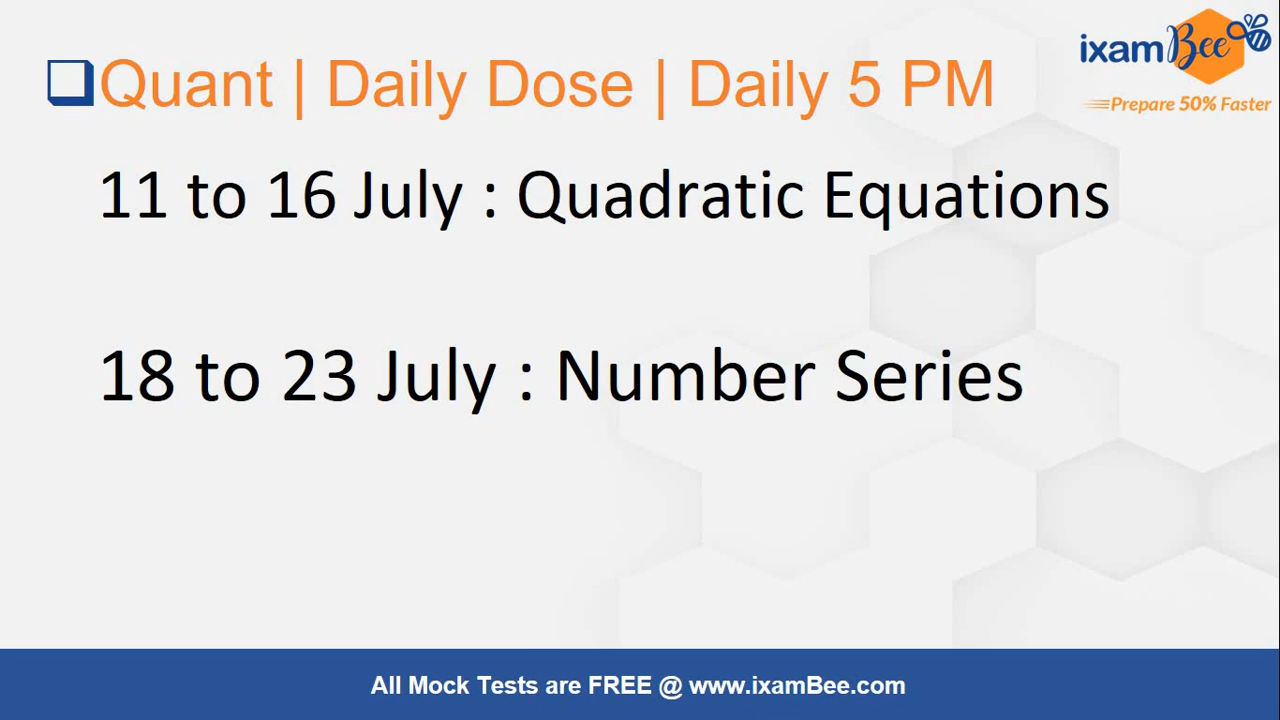 ixamBee
Prepare 50% Faster
Quant | Daily Dose | Daily 5 PM
11 to 16 July : Quadratic Equations
18 to 23 July : Number Series
All Mock Tests are FREE @ www.ixamBee.com